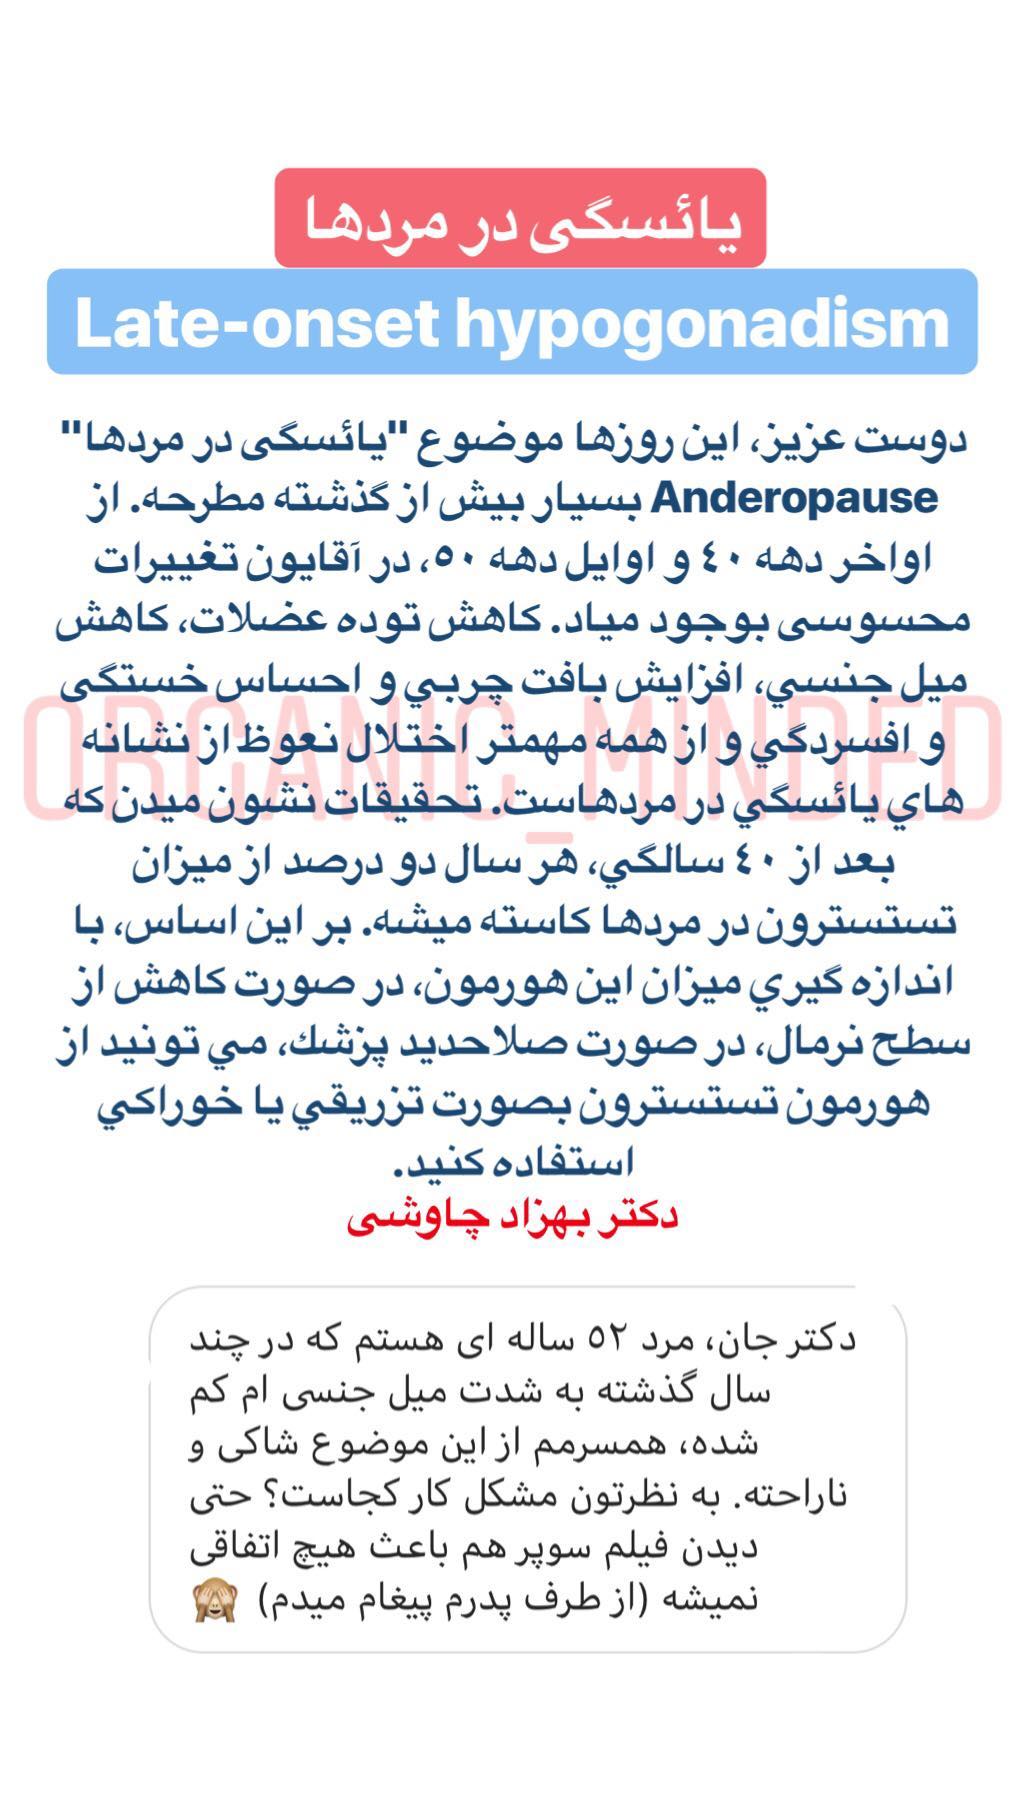 یائسگی در مردها
Late-onset hypogonadism
دوست عزیز، این روزها موضوع "یائسگی در مردها"
Anderopause بسیار بیش از گذشته مطرحه. از
اواخر دهه ٤٠ و اوایل دهه ٥٠، در آقایون تغییرات
محسوسی بوجود میاد. کاهش توده عضلات، کاهش
میل جنسي، افزایش بافت چربي و احساس خستگی
و افسردگي و از همه مهمتر اختلال نعوظ از نشانه
هاي یائسگي در مردهاست. تحقیقات نشون میدن که
بعد از ٤٠ سالگي، هر سال دو درصد از میزان
تستسترون در مردها کاسته میشه. بر این اساس، با
اندازه گیري میزان این هورمون، در صورت کاهش از
سطح نرمال، در صورت صلاحدید پزشك، مي تونید از
هورمون تستسترون بصورت تزریقي یا خوراکي
استفاده کنید.
ORGANIC_MINDED
دکتر بهزاد چاوشی
دکتر جان، مرد ٥٢ ساله ای هستم که در چند
سال گذشته به شدت میل جنسی ام کم
شده، همسرمم از این موضوع شاکی و
ناراحته. به نظرتون مشکل کار کجاست؟ حتی
دیدن فیلم سوپر هم باعث هیچ اتفاقی
نمیشه (از طرف پدرم پیغام میدم) 🙈